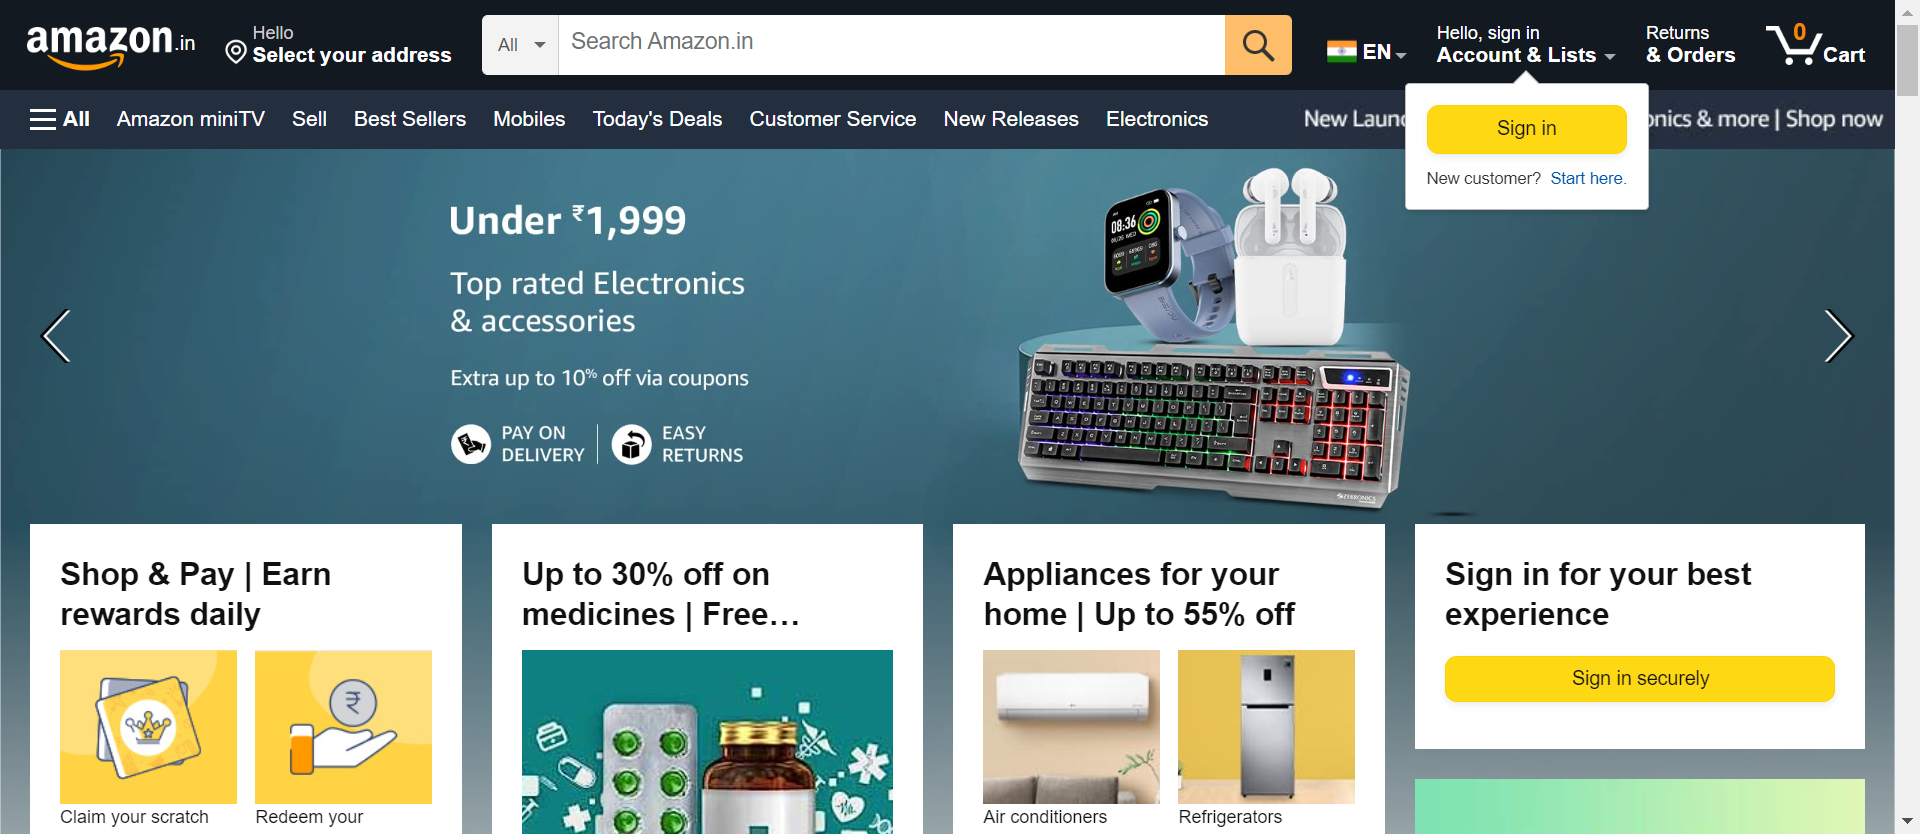 amazon.in
Hello
Select your address
All
Search Amazon.in
EN
Hello, sign in
Account & Lists
Returns
& Orders
0
Cart
All
Amazon miniTV
Sell
Best Sellers
Mobiles
Today's Deals
Customer Service
New Releases
Electronics
New
& more | Shop now
Sign in
New customer? Start here.
Under ₹1,999
Top rated Electronics
& accessories
Extra up to 10% off via coupons
PAY ON
DELIVERY
EASY
RETURNS
08:36
ZEBRONICS
Shop & Pay | Earn
rewards daily
Claim your scratch
Redeem your
Up to 30% off on
medicines | Free…
Appliances for your
home | Up to 55% off
Air conditioners
Refrigerators
Sign in for your best
experience
Sign in securely